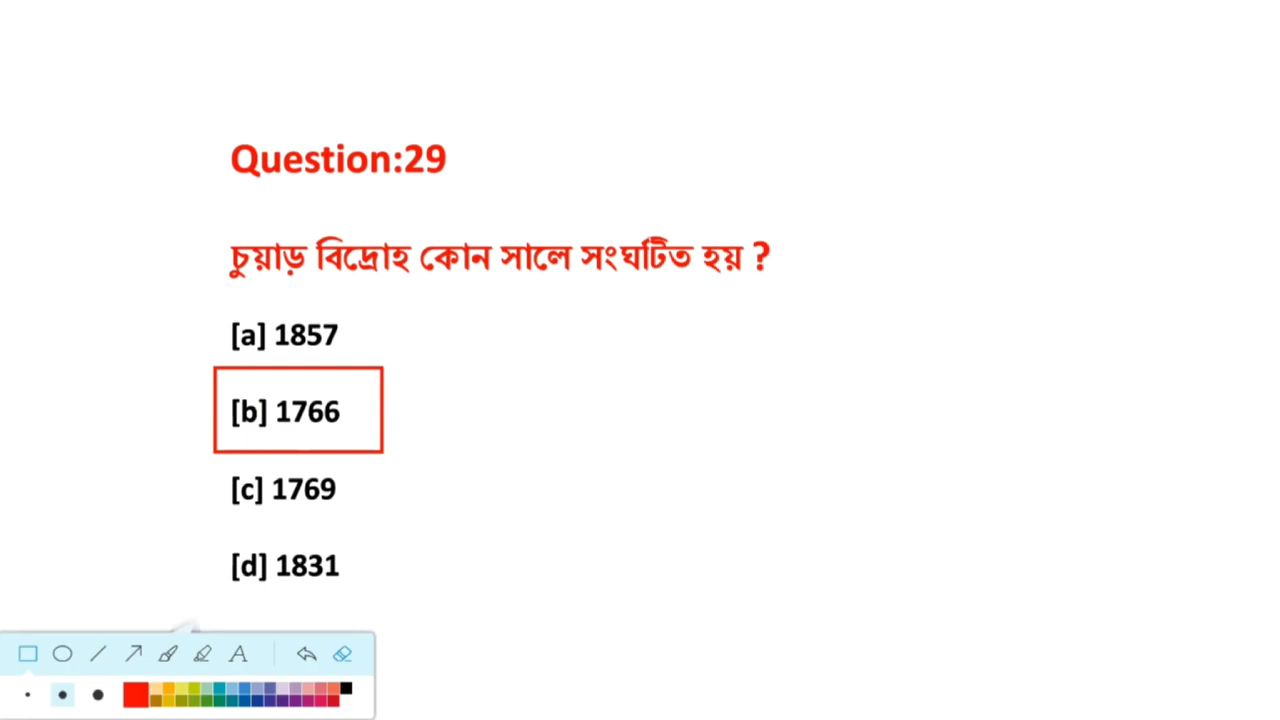 Question:29
চুয়াড় বিদ্রোহ কোন সালে সংঘটিত হয় ?
[a] 1857
[b] 1766
[c] 1769
[d] 1831
A